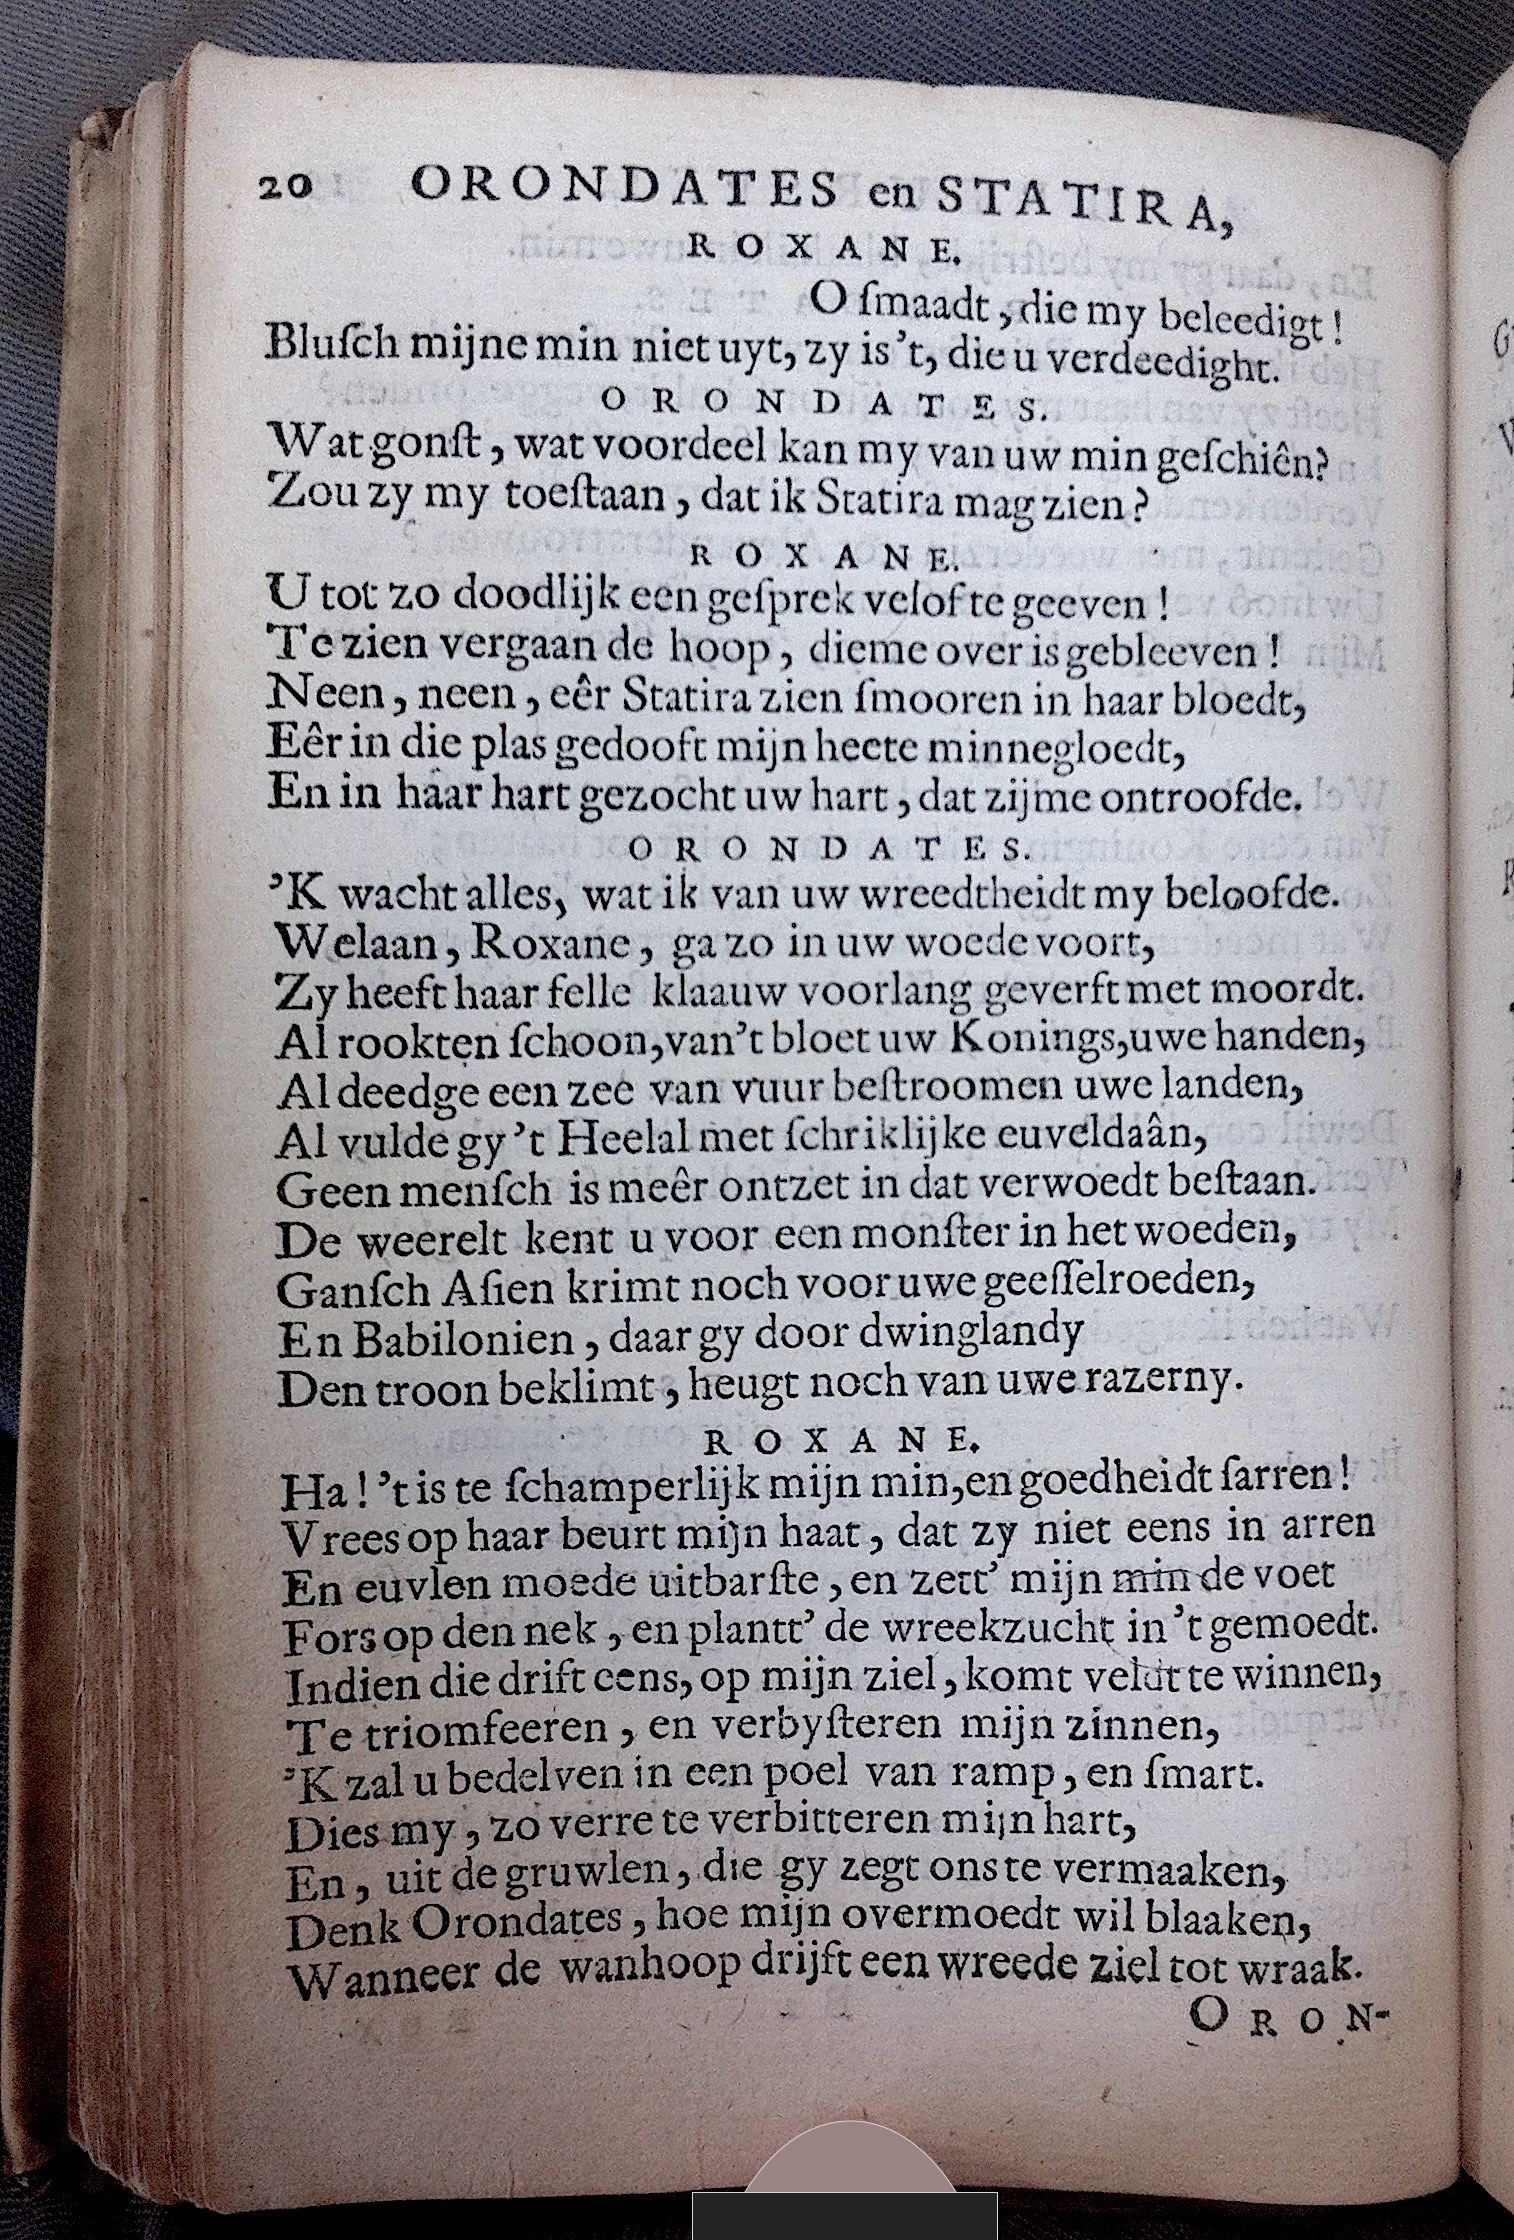 20 ORONDATES en STATIRA,
ROXANE.
O ſmaadt, die my beleedigt!
Bluſch mijne min niet uyt, zy is 't, die u verdeedight.
ORONDATES.
Wat gonſt, wat voordeel kan my van uw min geſchiên?
Zou zy my toeſtaan, dat ik Statira mag zien?
ROXANE.
U tot zo doodlijk een geſprek velof te geeven!
Te zien vergaan de hoop, die me over is gebleeven!
Neen, neen, eêr Statira zien ſmooren in haar bloedt,
Eêr in die plas gedooft mijn heete minnegloedt,
En in haar hart gezocht uw hart, dat zij me ontroofde.
ORONDATES.
'K wacht alles, wat ik van uw wreedtheidt my beloofde.
Welaan, Roxane, ga zo in uw woede voort,
Zy heeft haar felle klaauw voorlang geverft met moordt.
Al rookten ſchoon, van 't bloet uw Konings, uwe handen,
Al deedge een zee van vuur beſtroomen uwe landen,
Al vulde gy 't Heelal met ſchriklijke euveldaân,
Geen menſch is meêr ontzet in dat verwoedt beſtaan.
De weerelt kent u voor een monſter in het woeden,
Ganſch Aſien krimt noch voor uwe geeſſelroeden,
En Babilonien, daar gy door dwinglandy
Den troon beklimt, heugt noch van uwe razerny.
ROXANE.
Ha! 't is te ſchamperlijk mijn min, en goedheidt ſarren!
Vrees op haar beurt mijn haat, dat zy niet eens in arren
En euvlen moede uitbarſte, en zett' mijn min de voet
Fors op den nek, en plantt' de wreekzucht in 't gemoedt.
Indien die drift eens, op mijn ziel, komt veldt te winnen,
Te triomfeeren, en verbyſteren mijn zinnen,
'K zal u bedelven in een poel van ramp, en ſmart.
Dies my, zo verre te verbitteren mijn hart,
En, uit de gruwlen, die gy zegt ons te vermaaken,
Denk Orondates, hoe mijn overmoedt wil blaaken,
Wanneer de wanhoop drijft een wreede ziel tot wraak.
ORON-